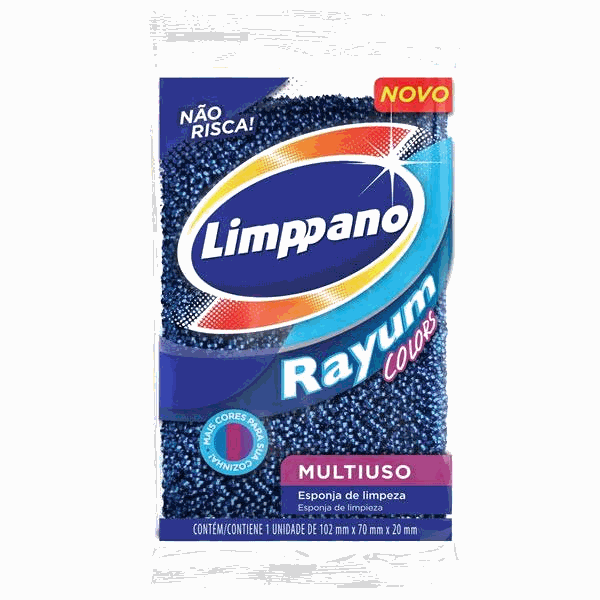 NOVO
NÃO
RISCA!
Limppano
Rayum
COLORS
MAIS CORES PARA SUA COZINHA!
MULTIUSO
Esponja de limpeza
Esponja de limpieza
CONTÉM/CONTIENE 1 UNIDADE DE 102 mm x 70 mm x 20 mm